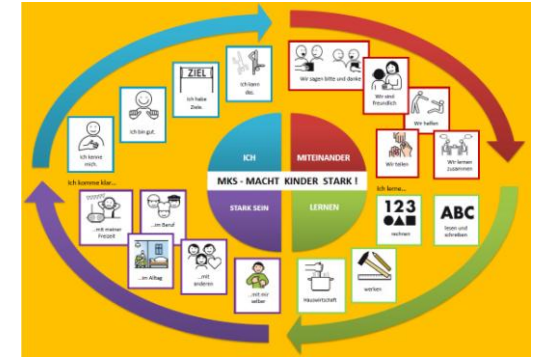 ZIEL
Ich kenne
mich.
Ich bin gut.
Ich habe
Ziele.
Ich kann
das.
Wir sagen bitte und danke
Wir sind
freundlich
Wir helfen
Wir teilen
Wir lernen
zusammen
ICH
MITEINANDER
MKS - MACHT KINDER STARK !
STARK SEIN
LERNEN
Ich komme klar...
...mit meiner
Freizeit
...im Beruf
...im Alltag
...mit
anderen
...mit mir
selber
Ich lerne...
123
rechnen
ABC
lesen und
schreiben
Hauswirtschaft
werken